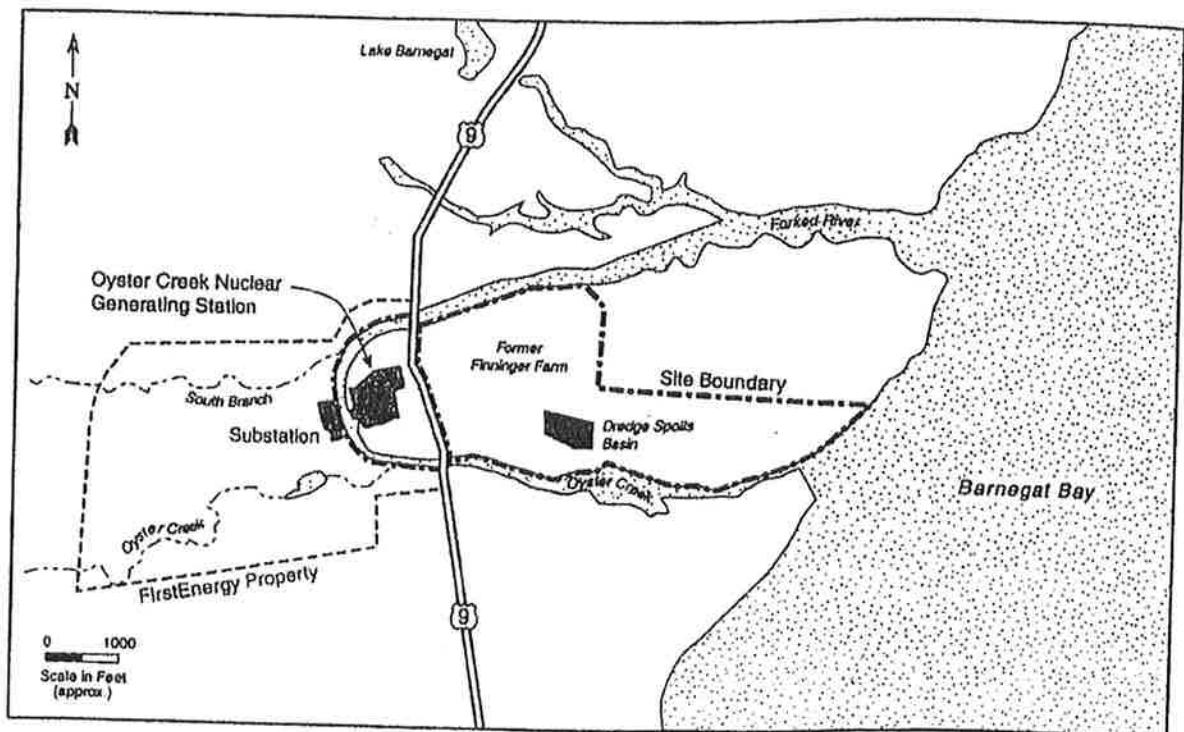 Lake Barnegat
N
9
Forked River
Oyster Creek Nuclear
Generating Station
Former
Finninger Farm
Site Boundary
South Branch
Substation
Dredge Spoils
Basin
Oyster Creek
Barnegat Bay
Oyster Creek
FirstEnergy Property
9
0 1000
Scale in Feet
(approx.)